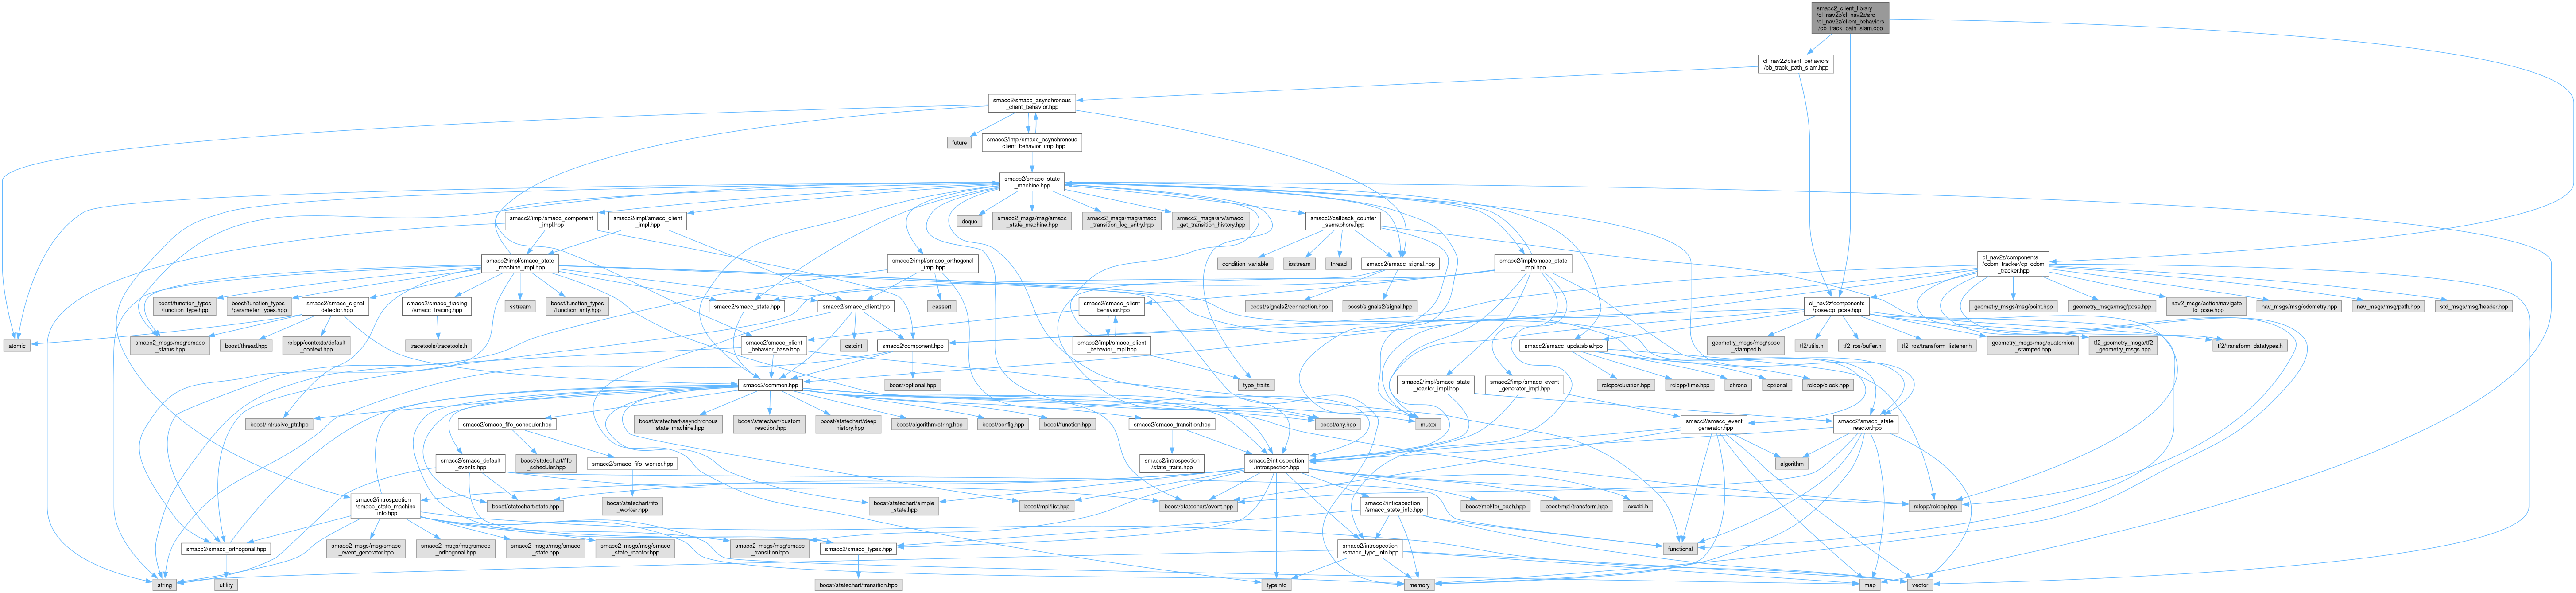 smacc2_client_library
/cl_nav2z/cl_nav2z/src
/cl_nav2z/client_behaviors
/cb_track_path_slam.cpp
cl_nav2z/client_behaviors
/cb_track_path_slam.hpp
smacc2/smacc_asynchronous
_client_behavior.hpp
future
smacc2/impl/smacc_asynchronous
_client_behavior_impl.hpp
smacc2/smacc_state
_machine.hpp
smacc2/impl/smacc_component
_impl.hpp
smacc2/impl/smacc_client
_impl.hpp
deque
smacc2_msgs/msg/smacc
_state_machine.hpp
smacc2_msgs/msg/smacc
_transition_log_entry.hpp
smacc2_msgs/srv/smacc
_get_transition_history.hpp
smacc2/callback_counter
_semaphore.hpp
smacc2/impl/smacc_state
_machine_impl.hpp
smacc2/impl/smacc_orthogonal
_impl.hpp
condition_variable
iostream
thread
smacc2/smacc_signal.hpp
smacc2/impl/smacc_state
_impl.hpp
cl_nav2z/components
/odom_tracker/cp_odom
_tracker.hpp
boost/function_types
/function_type.hpp
boost/function_types
/parameter_types.hpp
smacc2/smacc_signal
_detector.hpp
smacc2/smacc_tracing
/smacc_tracing.hpp
sstream
boost/function_types
/function_arity.hpp
smacc2/smacc_state.hpp
smacc2/smacc_client.hpp
cassert
boost/signals2/connection.hpp
boost/signals2/signal.hpp
smacc2/smacc_client
_behavior.hpp
cl_nav2z/components
/pose/cp_pose.hpp
geometry_msgs/msg/point.hpp
geometry_msgs/msg/pose.hpp
nav2_msgs/action/navigate
_to_pose.hpp
nav_msgs/msg/odometry.hpp
nav_msgs/msg/path.hpp
std_msgs/msg/header.hpp
atomic
smacc2_msgs/msg/smacc
_status.hpp
boost/thread.hpp
rclcpp/contexts/default
_context.hpp
tracetools/tracetools.h
smacc2/smacc_client
_behavior_base.hpp
cstdint
smacc2/component.hpp
smacc2/impl/smacc_client
_behavior_impl.hpp
smacc2/smacc_updatable.hpp
geometry_msgs/msg/pose
_stamped.h
tf2/utils.h
tf2_ros/buffer.h
tf2_ros/transform_listener.h
geometry_msgs/msg/quaternion
_stamped.hpp
tf2_geometry_msgs/tf2
_geometry_msgs.hpp
tf2/transform_datatypes.h
smacc2/common.hpp
boost/optional.hpp
type_traits
smacc2/impl/smacc_state
_reactor_impl.hpp
smacc2/impl/smacc_event
_generator_impl.hpp
rclcpp/duration.hpp
rclcpp/time.hpp
chrono
optional
rclcpp/clock.hpp
boost/intrusive_ptr.hpp
smacc2/smacc_fifo_scheduler.hpp
boost/statechart/asynchronous
_state_machine.hpp
boost/statechart/custom
_reaction.hpp
boost/statechart/deep
_history.hpp
boost/algorithm/string.hpp
boost/config.hpp
boost/function.hpp
smacc2/smacc_transition.hpp
boost/any.hpp
mutex
smacc2/smacc_event
_generator.hpp
smacc2/smacc_state
_reactor.hpp
smacc2/smacc_default
_events.hpp
boost/statechart/fifo
_scheduler.hpp
smacc2/smacc_fifo_worker.hpp
smacc2/introspection
/state_traits.hpp
smacc2/introspection
/introspection.hpp
algorithm
smacc2/introspection
/smacc_state_machine
_info.hpp
boost/statechart/state.hpp
boost/statechart/fifo
_worker.hpp
boost/statechart/simple
_state.hpp
boost/mpl/list.hpp
boost/statechart/event.hpp
smacc2/introspection
/smacc_state_info.hpp
boost/mpl/for_each.hpp
boost/mpl/transform.hpp
cxxabi.h
rclcpp/rclcpp.hpp
smacc2/smacc_orthogonal.hpp
smacc2_msgs/msg/smacc
_event_generator.hpp
smacc2_msgs/msg/smacc
_orthogonal.hpp
smacc2_msgs/msg/smacc
_state.hpp
smacc2_msgs/msg/smacc
_state_reactor.hpp
smacc2_msgs/msg/smacc
_transition.hpp
smacc2/smacc_types.hpp
smacc2/introspection
/smacc_type_info.hpp
functional
string
utility
boost/statechart/transition.hpp
typeinfo
memory
map
vector